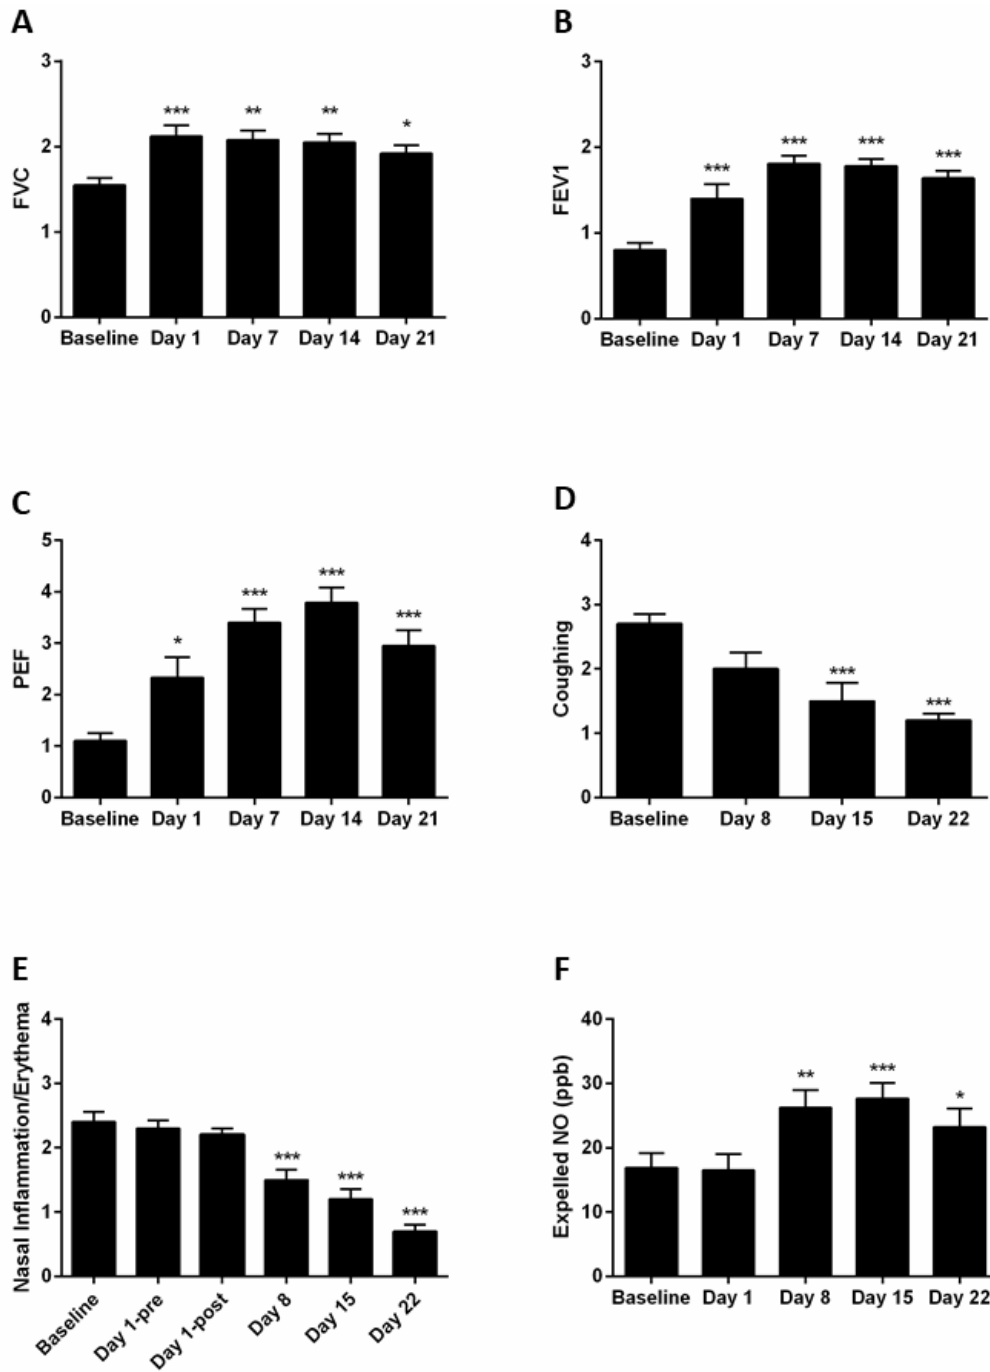 A
FVC
3
2
1
0
***
**
**
*
Baseline Day 1 Day 7 Day 14 Day 21
B
FEV1
3
2
1
0
***
***
***
***
Baseline Day 1 Day 7 Day 14 Day 21
C
PEF
5
4
3
2
1
0
*
***
***
***
Baseline Day 1 Day 7 Day 14 Day 21
D
Coughing
4
3
2
1
0
***
***
Baseline Day 8 Day 15 Day 22
E
Nasal Inflammation/Erythema
4
3
2
1
0
***
***
***
Baseline Day 1-pre Day 1-post Day 8 Day 15 Day 22
F
Expelled NO (ppb)
40
30
20
10
0
**
***
*
Baseline Day 1 Day 8 Day 15 Day 22